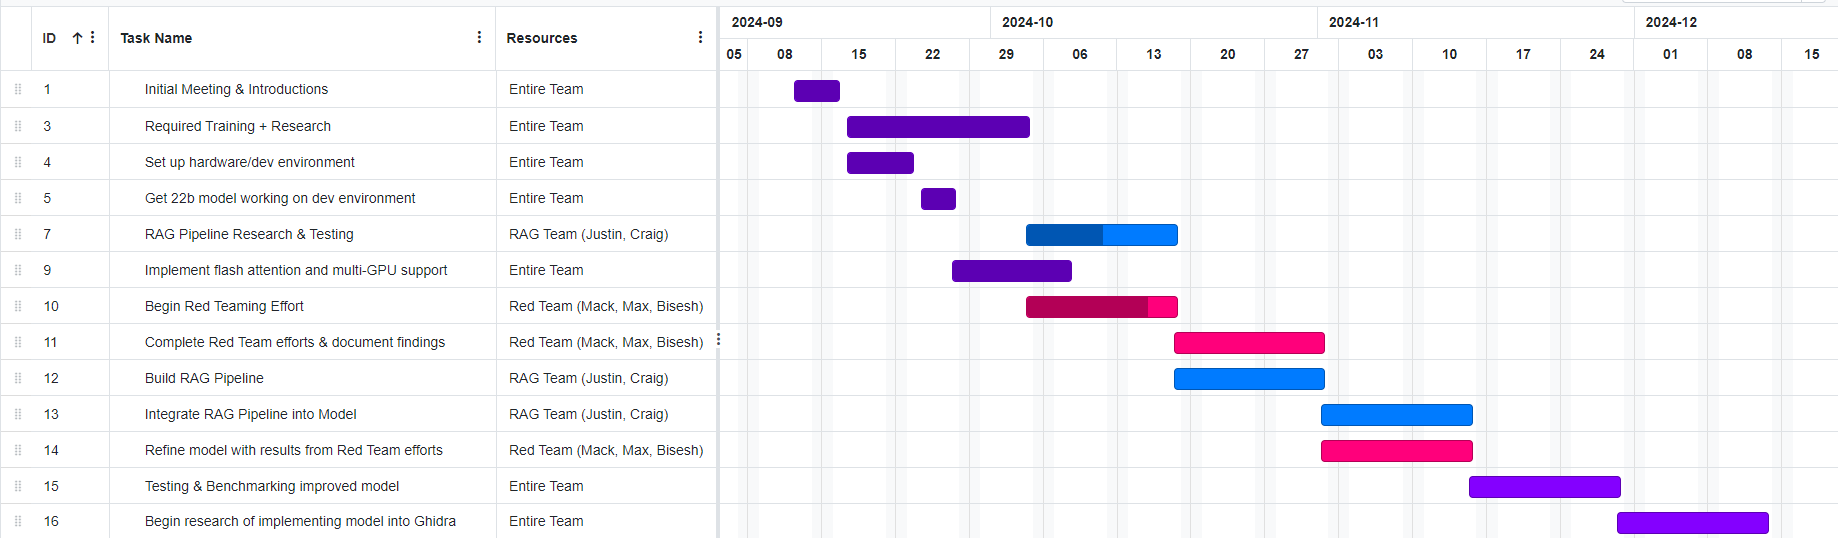 2024-09 2024-10 2024-11 2024-12
ID Task Name Resources
05 08 15 22 29 06 13 20 27 03 10 17 24 01 08 15
1 Initial Meeting & Introductions Entire Team
3 Required Training + Research Entire Team
4 Set up hardware/dev environment Entire Team
5 Get 22b model working on dev environment Entire Team
7 RAG Pipeline Research & Testing RAG Team (Justin, Craig)
9 Implement flash attention and multi-GPU support Entire Team
10 Begin Red Teaming Effort Red Team (Mack, Max, Bisesh)
11 Complete Red Team efforts & document findings Red Team (Mack, Max, Bisesh)
12 Build RAG Pipeline RAG Team (Justin, Craig)
13 Integrate RAG Pipeline into Model RAG Team (Justin, Craig)
14 Refine model with results from Red Team efforts Red Team (Mack, Max, Bisesh)
15 Testing & Benchmarking improved model Entire Team
16 Begin research of implementing model into Ghidra Entire Team